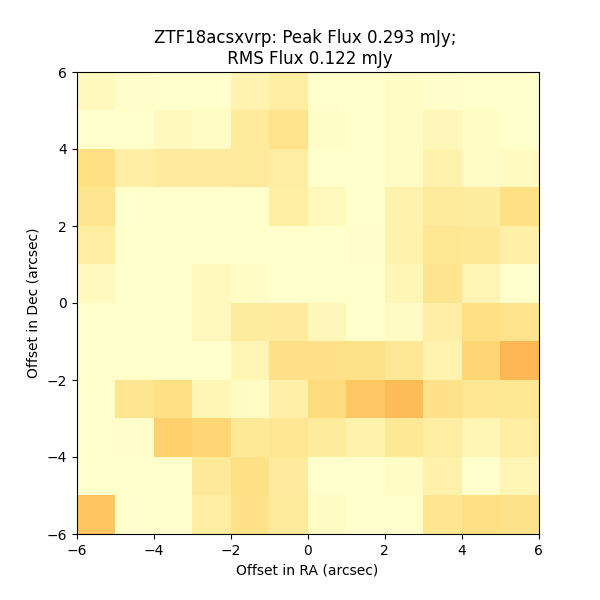 ZTF18acsxvrp: Peak Flux 0.293 mJy;
RMS Flux 0.122 mJy
6
4
2
0
−2
−4
−6
Offset in Dec (arcsec)
−6 −4 −2 0 2 4 6
Offset in RA (arcsec)